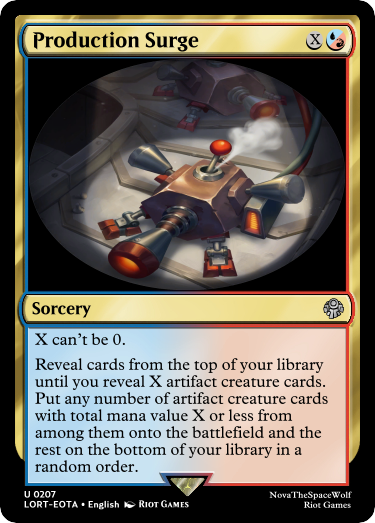 Production Surge X
Sorcery
X can't be 0.
Reveal cards from the top of your library
until you reveal X artifact creature cards.
Put any number of artifact creature cards
with total mana value X or less from
among them onto the battlefield and the
rest on the bottom of your library in a
random order.
U 0207
LORT-EOTA • English RIOT GAMES
NovaTheSpaceWolf
Riot Games